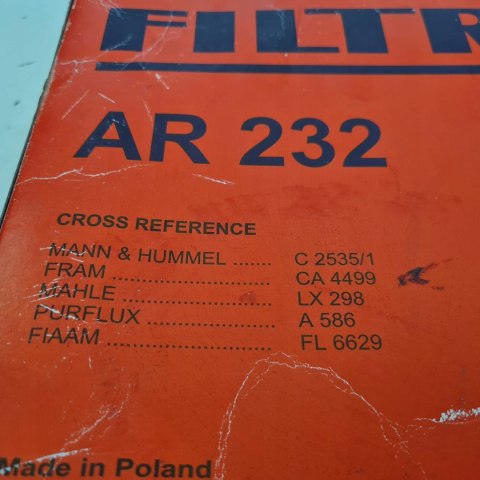 FILTR
AR 232
CROSS REFERENCE
MANN & HUMMEL ....... C 2535/1
FRAM ........................ CA 4499
MAHLE ...................... LX 298
PURFLUX .................. A 586
FIAAM ....................... FL 6629
Made in Poland